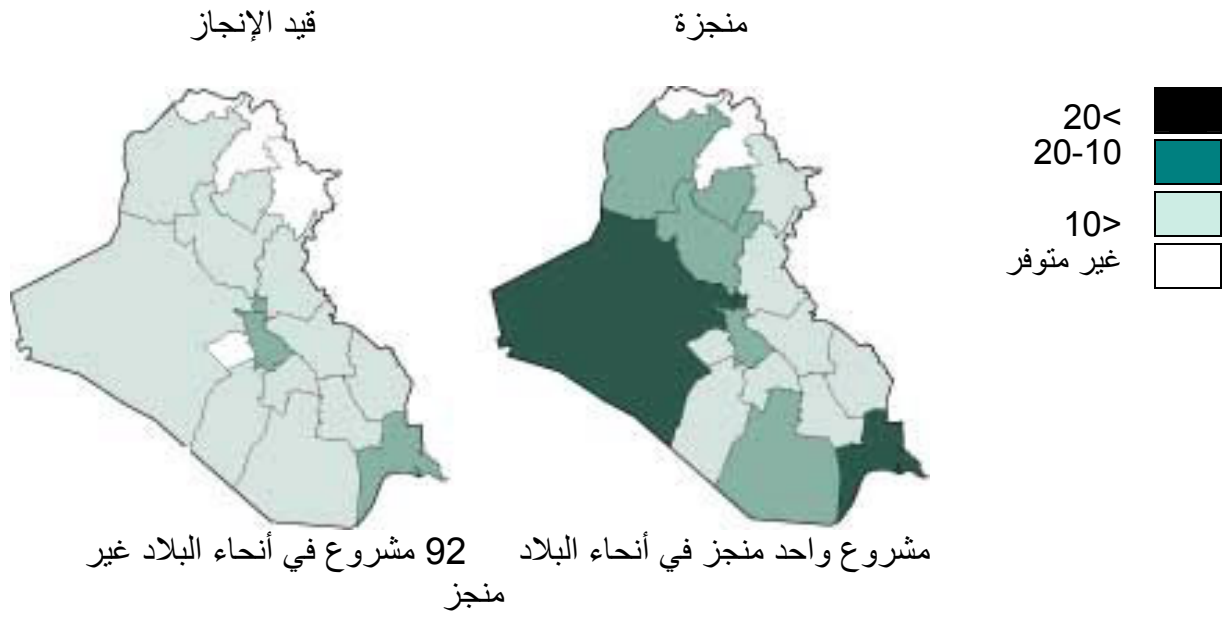 منجزة
قيد الإنجاز
20<
20-10
10>
غير متوفر
مشروع واحد منجز في أنحاء البلاد
92 مشروع في أنحاء البلاد غير
منجز